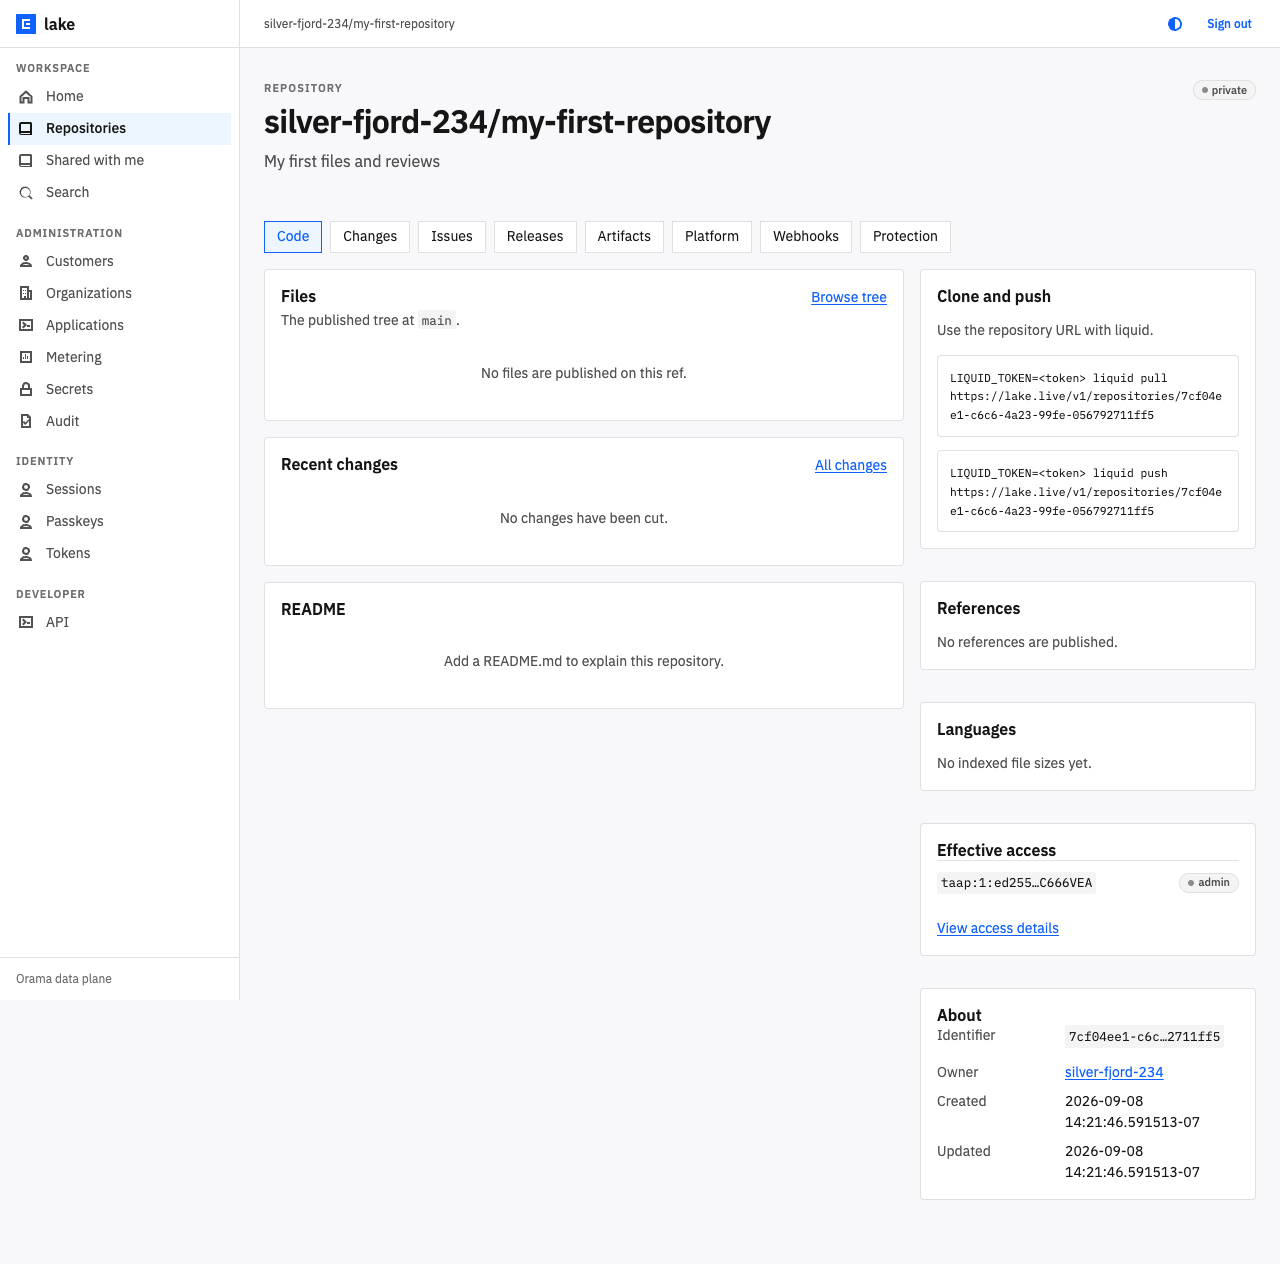 lake
silver-fjord-234/my-first-repository
Sign out
WORKSPACE
Home
Repositories
Shared with me
Search
ADMINISTRATION
Customers
Organizations
Applications
Metering
Secrets
Audit
IDENTITY
Sessions
Passkeys
Tokens
DEVELOPER
API
Orama data plane
REPOSITORY
private
silver-fjord-234/my-first-repository
My first files and reviews
Code
Changes
Issues
Releases
Artifacts
Platform
Webhooks
Protection
Files
Browse tree
The published tree at main.
No files are published on this ref.
Recent changes
All changes
No changes have been cut.
README
Add a README.md to explain this repository.
Clone and push
Use the repository URL with liquid.
LIQUID_TOKEN=<token> liquid pull
https://lake.live/v1/repositories/7cf04e
e1-c6c6-4a23-99fe-056792711ff5
LIQUID_TOKEN=<token> liquid push
https://lake.live/v1/repositories/7cf04e
e1-c6c6-4a23-99fe-056792711ff5
References
No references are published.
Languages
No indexed file sizes yet.
Effective access
taap:1:ed255…C666VEA
admin
View access details
About
Identifier 7cf04ee1-c6c…2711ff5
Owner silver-fjord-234
Created 2026-09-08
14:21:46.591513-07
Updated 2026-09-08
14:21:46.591513-07